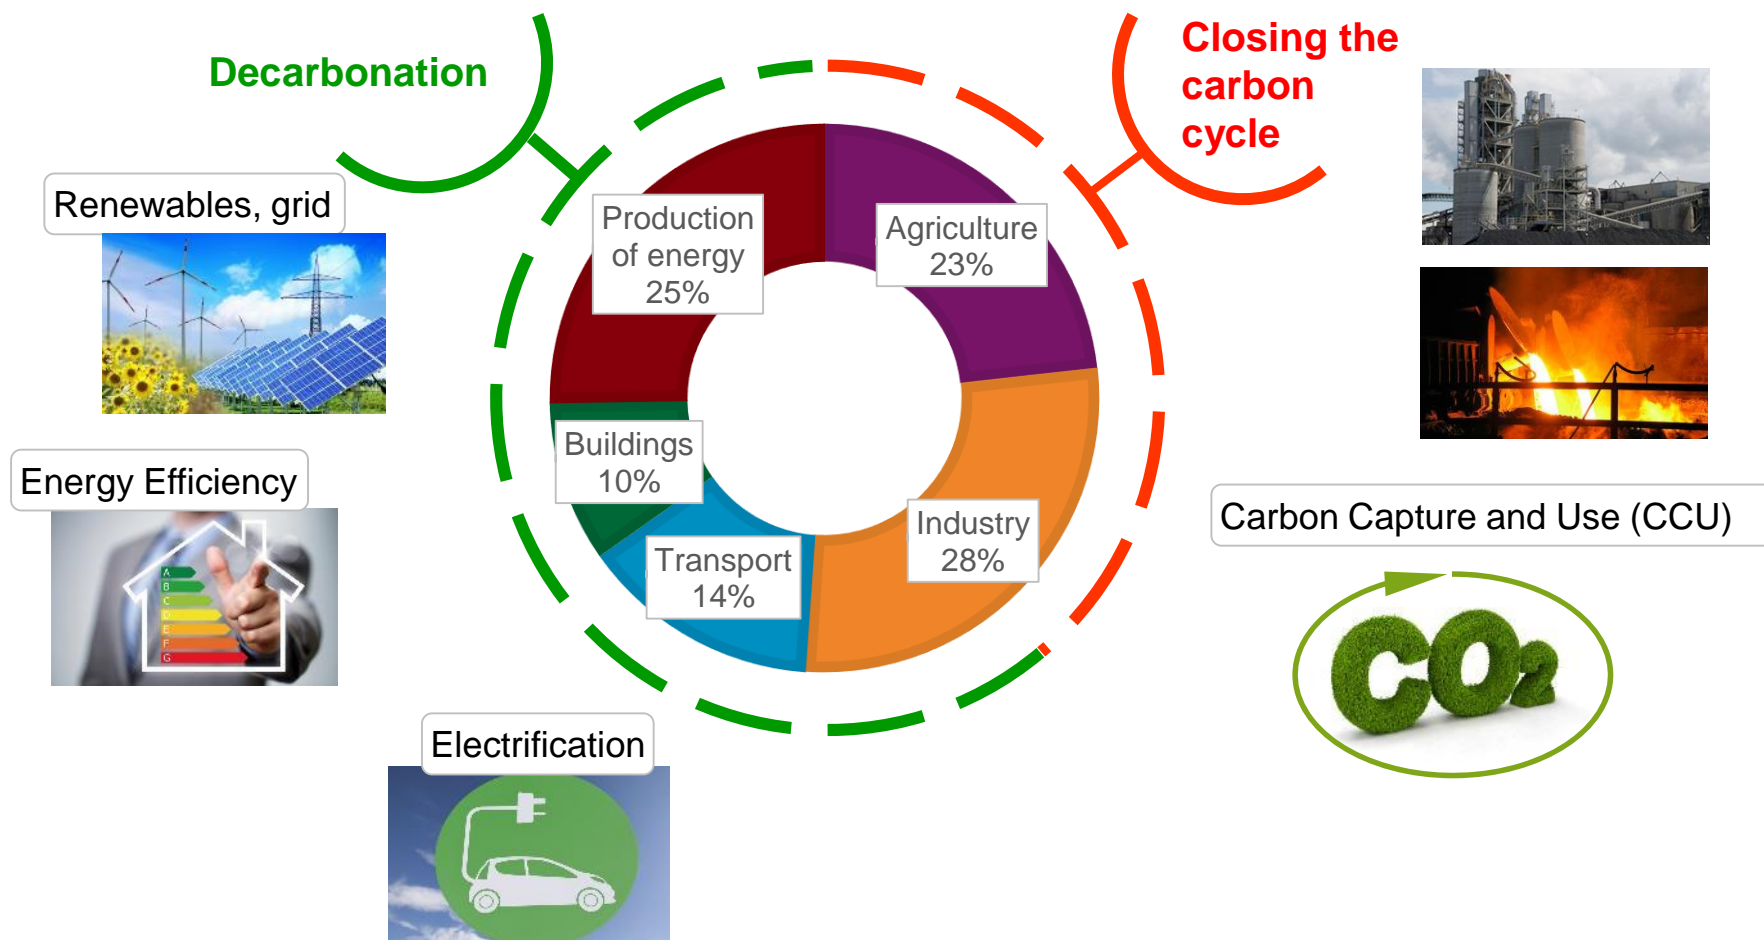 Decarbonation
Closing the
carbon
cycle
Renewables, grid
Production
of energy
25%
Agriculture
23%
Buildings
10%
Energy Efficiency
A
B
C
D
E
F
G
Transport
14%
Industry
28%
Carbon Capture and Use (CCU)
CO2
Electrification